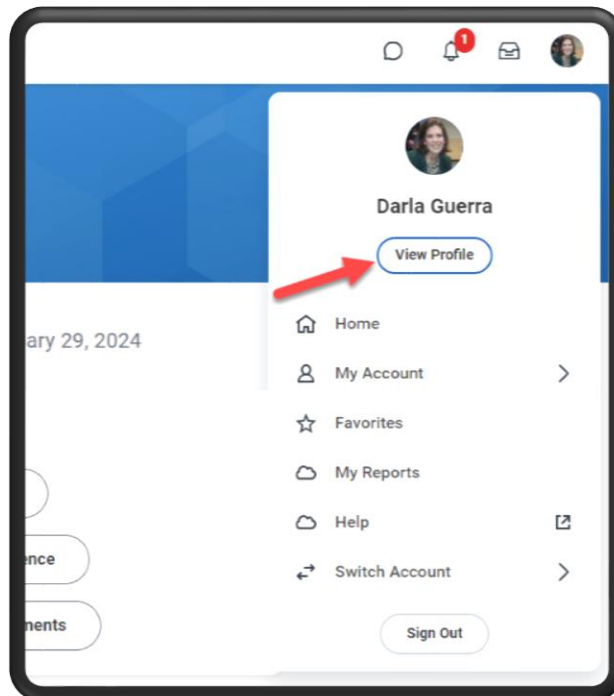 1
Darla Guerra
View Profile
ary 29, 2024
Home
My Account
Favorites
My Reports
Help
ence
Switch Account
nents
Sign Out